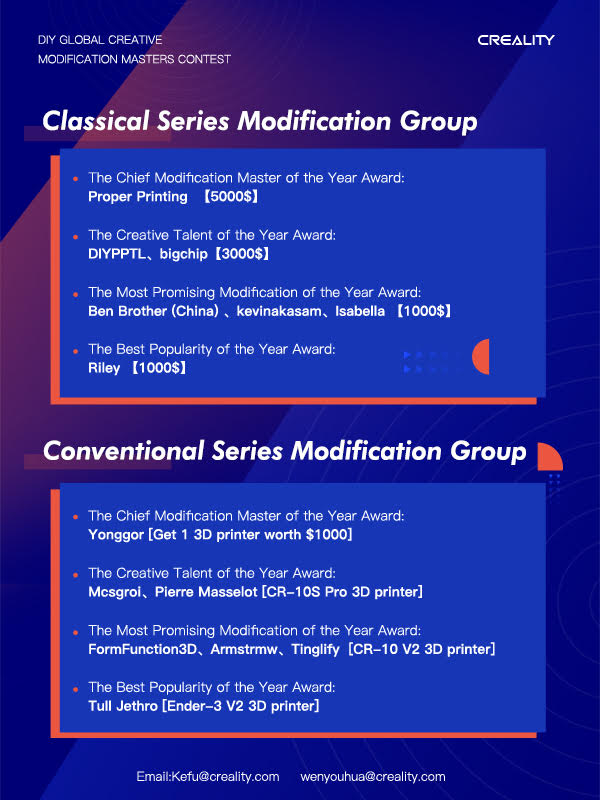 DIY GLOBAL CREATIVE
MODIFICATION MASTERS CONTEST
CREALITY
Classical Series Modification Group
The Chief Modification Master of the Year Award:
Proper Printing 【5000$】
The Creative Talent of the Year Award:
DIYPPTL、bigchip【3000$】
The Most Promising Modification of the Year Award:
Ben Brother (China) 、kevinakasam、Isabella 【1000$】
The Best Popularity of the Year Award:
Riley 【1000$】
Conventional Series Modification Group
The Chief Modification Master of the Year Award:
Yonggor [Get 1 3D printer worth $1000]
The Creative Talent of the Year Award:
Mcsgroi、Pierre Masselot [CR-10S Pro 3D printer]
The Most Promising Modification of the Year Award:
FormFunction3D、Armstrmw、Tinglify [CR-10 V2 3D printer]
The Best Popularity of the Year Award:
Tull Jethro [Ender-3 V2 3D printer]
Email:Kefu@creality.com wenyouhua@creality.com